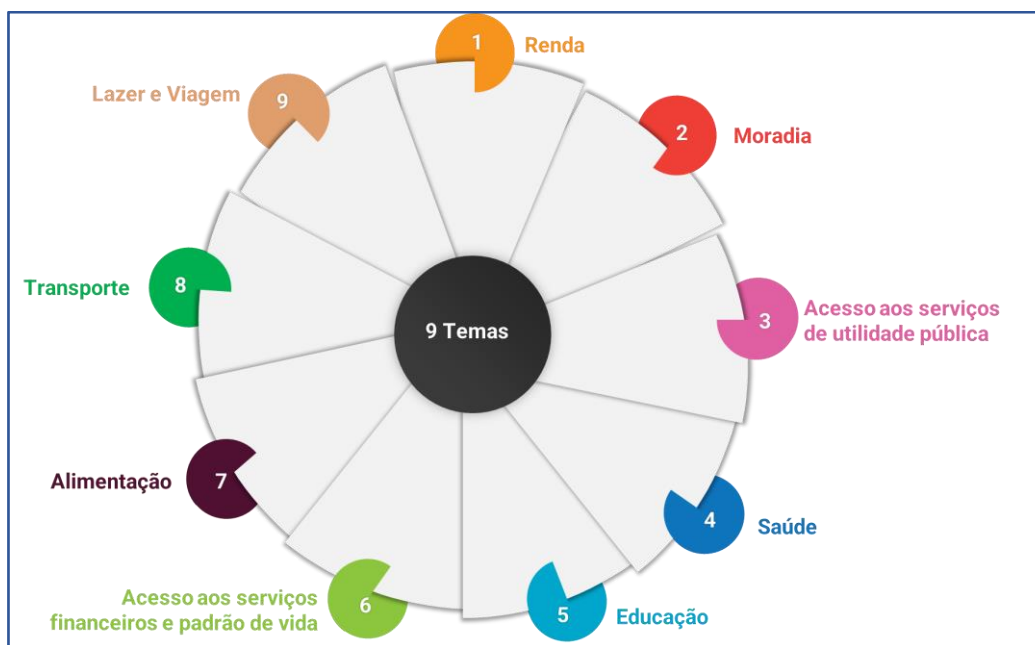 1
Renda
2
Moradia
3
Acesso aos serviços
de utilidade pública
4
Saúde
5
Educação
6
Acesso aos serviços
financeiros e padrão de vida
7
Alimentação
8
Transporte
9
Lazer e Viagem
9 Temas